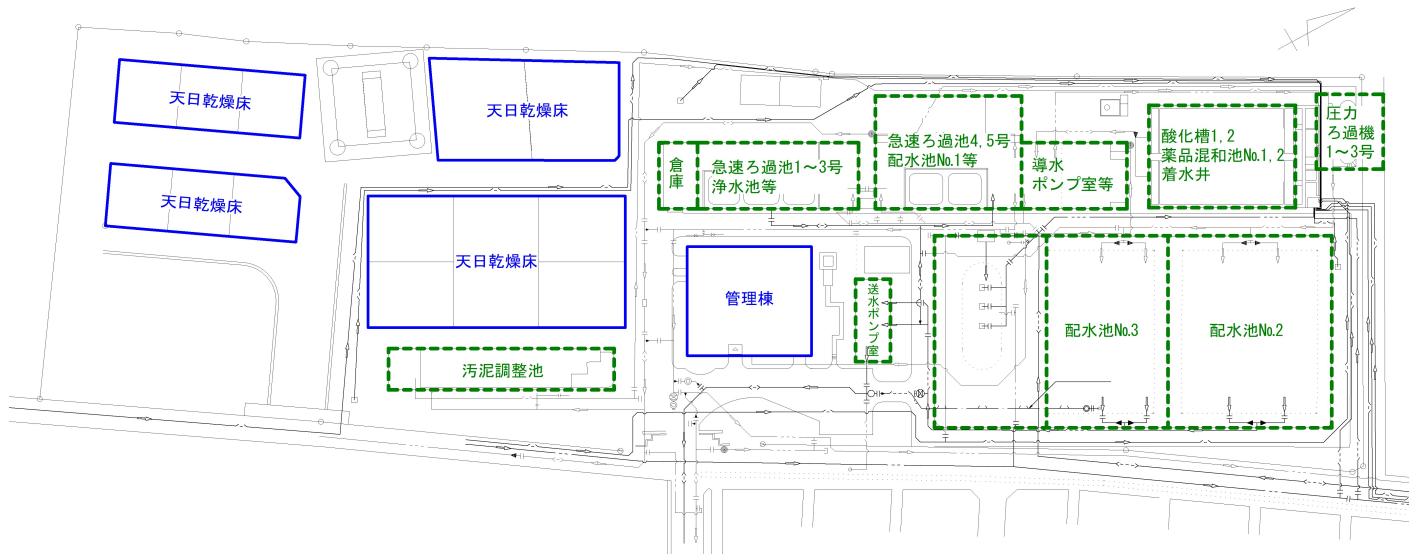 天日乾燥床
天日乾燥床
天日乾燥床
天日乾燥床
汚泥調整池
倉
庫
急速ろ過池1～3号
浄水池等
急速ろ過池4,5号
配水池No.1等
導水
ポンプ室等
酸化槽1,2
薬品混和池No.1,2
着水井
圧力
ろ過機
1～3号
管理棟
送水ポンプ室
配水池No.3
配水池No.2